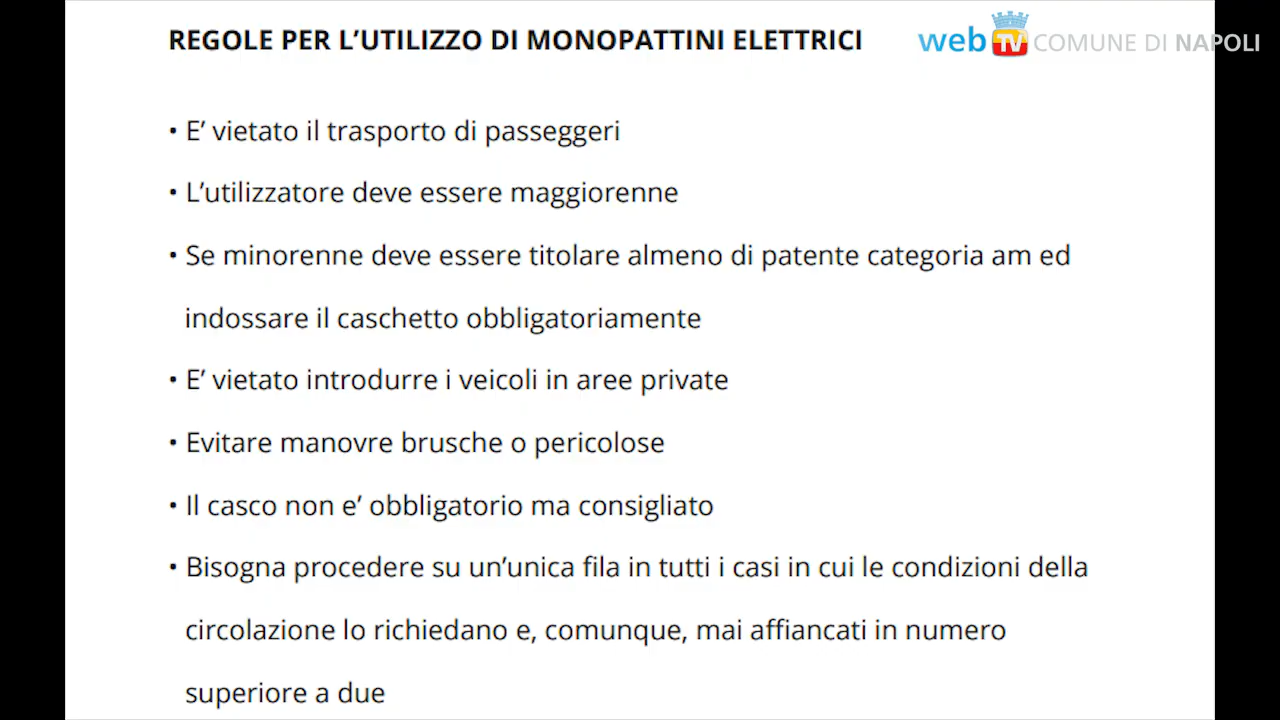 REGOLE PER L’UTILIZZO DI MONOPATTINI ELETTRICI
web TV COMUNE DI NAPOLI
• E’ vietato il trasporto di passeggeri
• L’utilizzatore deve essere maggiorenne
• Se minorenne deve essere titolare almeno di patente categoria am ed
indossare il caschetto obbligatoriamente
• E’ vietato introdurre i veicoli in aree private
• Evitare manovre brusche o pericolose
• Il casco non e’ obbligatorio ma consigliato
• Bisogna procedere su un’unica fila in tutti i casi in cui le condizioni della
circolazione lo richiedano e, comunque, mai affiancati in numero
superiore a due